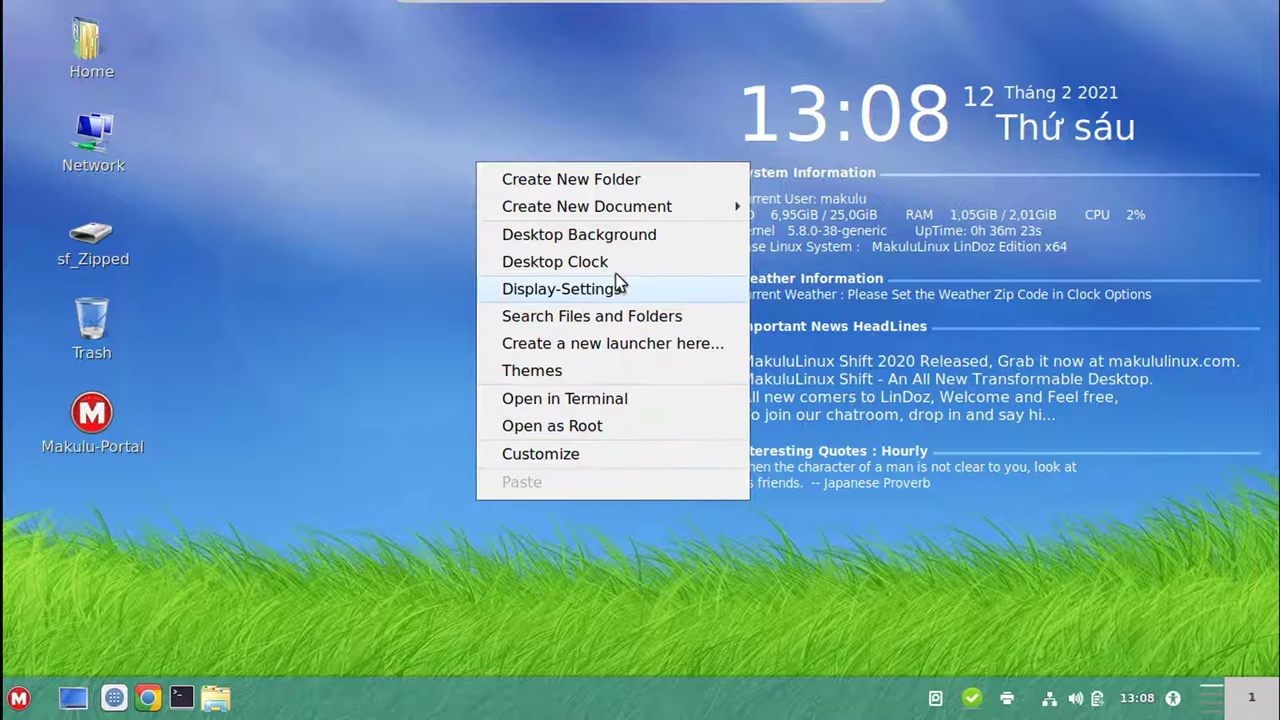 Home
Network
sf_Zipped
Trash
Makulu-Portal
Create New Folder
Create New Document
Desktop Background
Desktop Clock
Display-Settings
Search Files and Folders
Create a new launcher here...
Themes
Open in Terminal
Open as Root
Customize
Paste
13:08
12
Tháng 2 2021
Thứ sáu
ystem Information
urrent User: makulu
D 6,95GiB / 25,0GiB RAM 1,05GiB / 2,01GiB CPU 2%
ernel 5.8.0-38-generic UpTime: 0h 36m 23s
ase Linux System : MakuluLinux LinDoz Edition x64
eather Information
urrent Weather : Please Set the Weather Zip Code in Clock Options
mportant News HeadLines
MakuluLinux Shift 2020 Released, Grab it now at makululinux.com.
MakuluLinux Shift - An All New Transformable Desktop.
ll new comers to LinDoz, Welcome and Feel free,
o join our chatroom, drop in and say hi...
teresting Quotes : Hourly
hen the character of a man is not clear to you, look at
s friends. -- Japanese Proverb
M
13:08
1